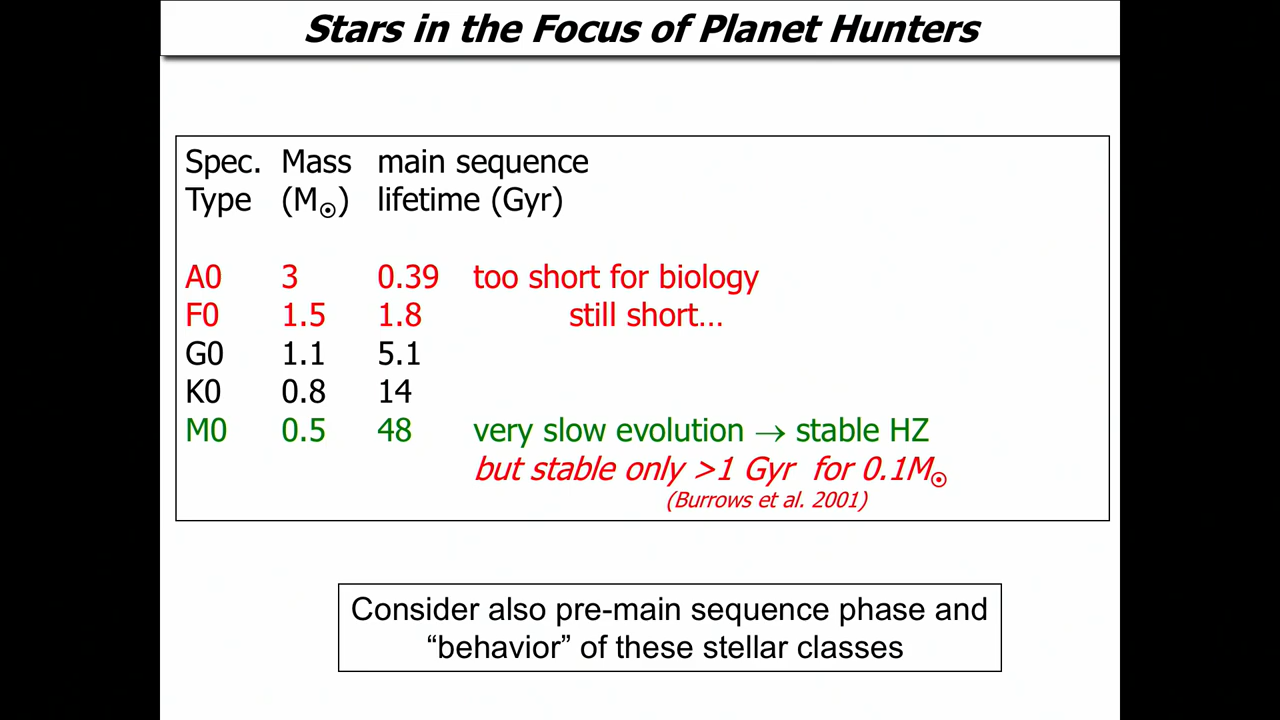 Stars in the Focus of Planet Hunters
Spec. Mass main sequence
Type (M☉) lifetime (Gyr)
A0 3 0.39 too short for biology
F0 1.5 1.8 still short...
G0 1.1 5.1
K0 0.8 14
M0 0.5 48 very slow evolution → stable HZ
but stable only >1 Gyr for 0.1M☉
(Burrows et al. 2001)
Consider also pre-main sequence phase and
“behavior” of these stellar classes